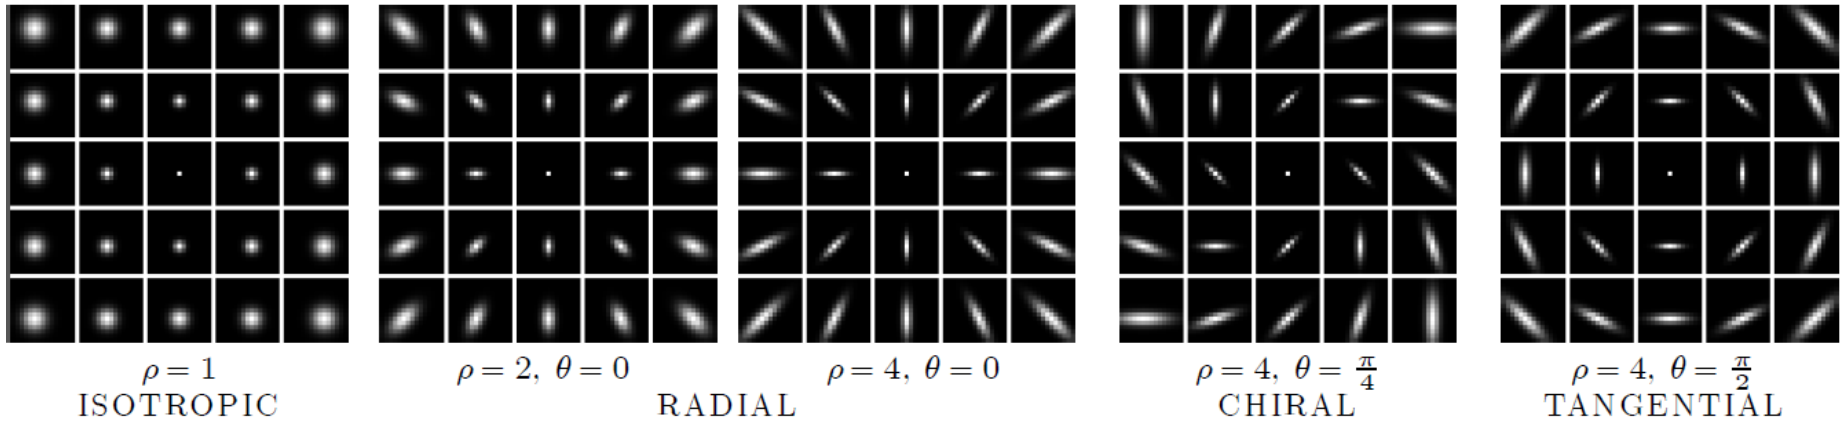 ρ = 1
ρ = 2, θ = 0
ρ = 4, θ = 0
ρ = 4, θ = π/4
ρ = 4, θ = π/2
ISOTROPIC
RADIAL
CHIRAL
TANGENTIAL